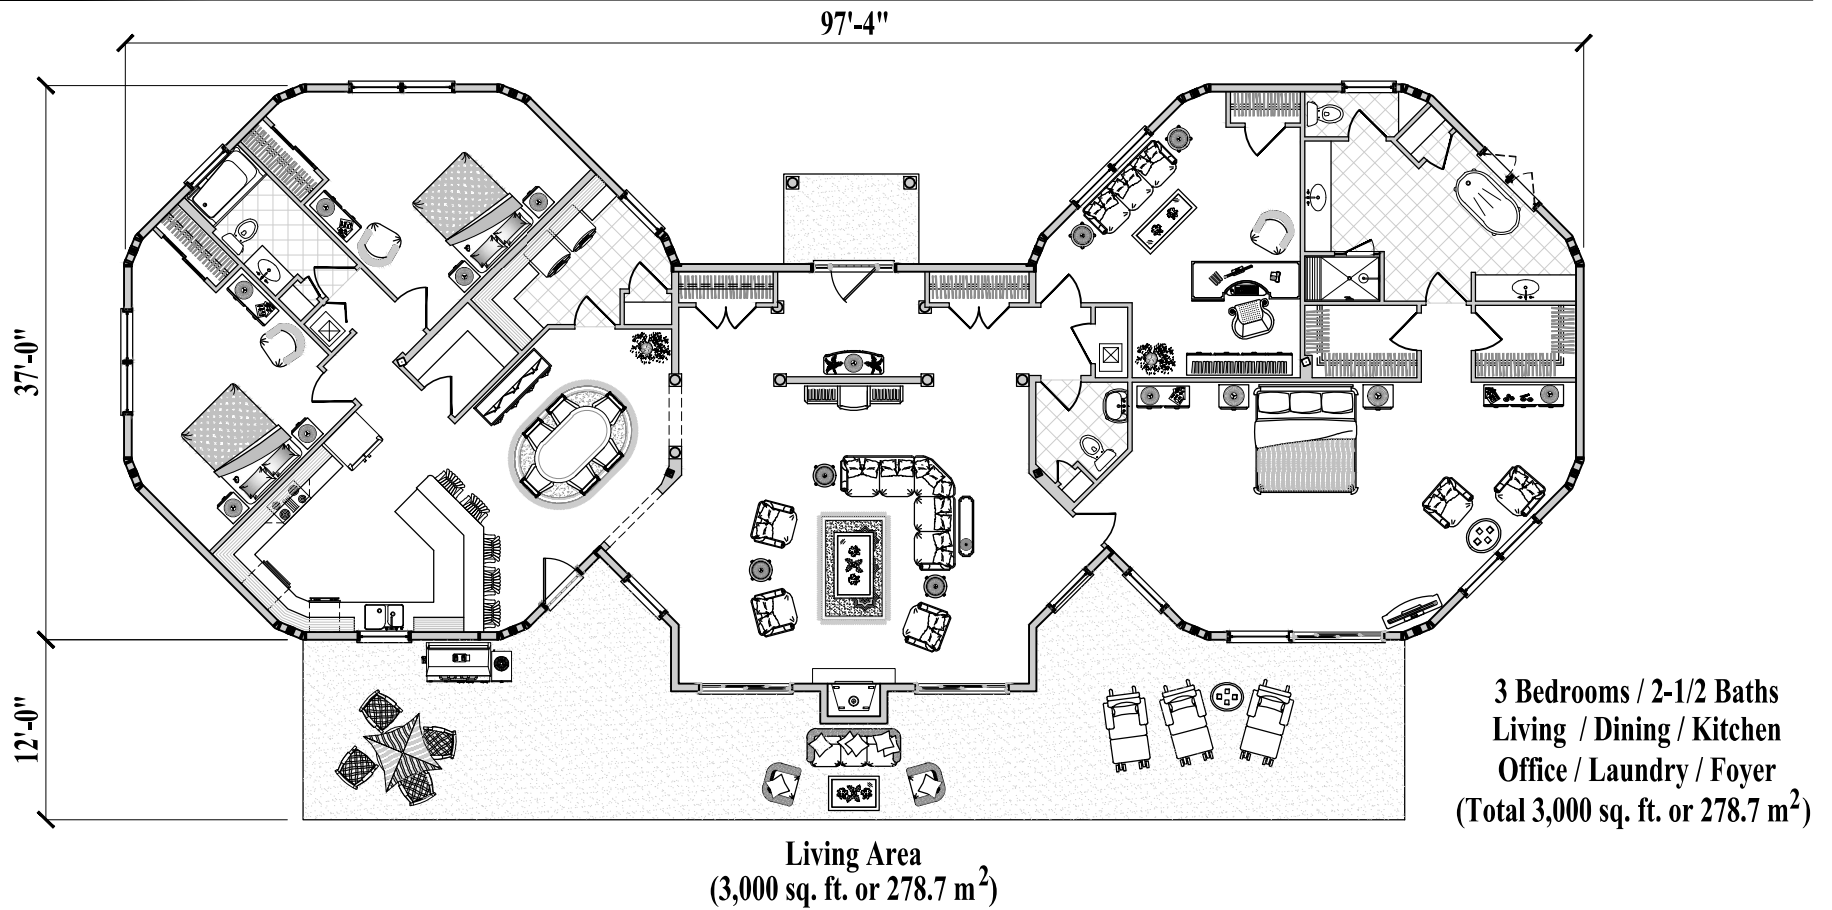 97'-4"
37'-0"
12'-0"
3 Bedrooms / 2-1/2 Baths
Living / Dining / Kitchen
Office / Laundry / Foyer
(Total 3,000 sq. ft. or 278.7 m²)
Living Area
(3,000 sq. ft. or 278.7 m²)